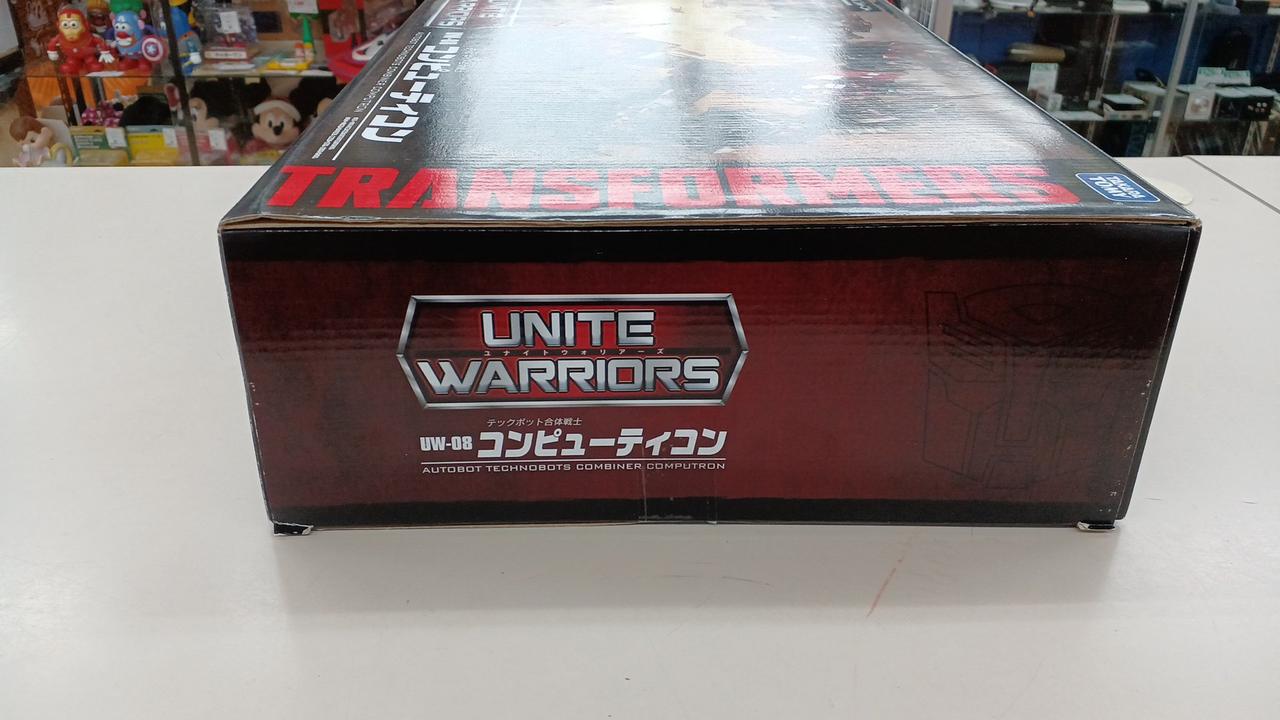 コンピューティコン
TRANSFORMERS
TAKARA
TOMY
UNITE
ユナイトウォリアーズ
WARRIORS
テックボット合体戦士
UW-08 コンピューティコン
AUTOBOT TECHNOBOTS COMBINER COMPUTRON